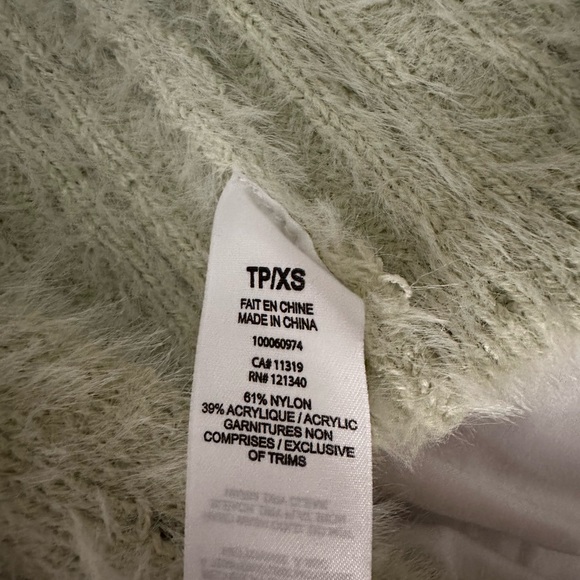 TP/XS
FAIT EN CHINE
MADE IN CHINA
100060974
CA# 11319
RN# 121340
61% NYLON
39% ACRYLIQUE / ACRYLIC
GARNITURES NON
COMPRISES / EXCLUSIVE
OF TRIMS